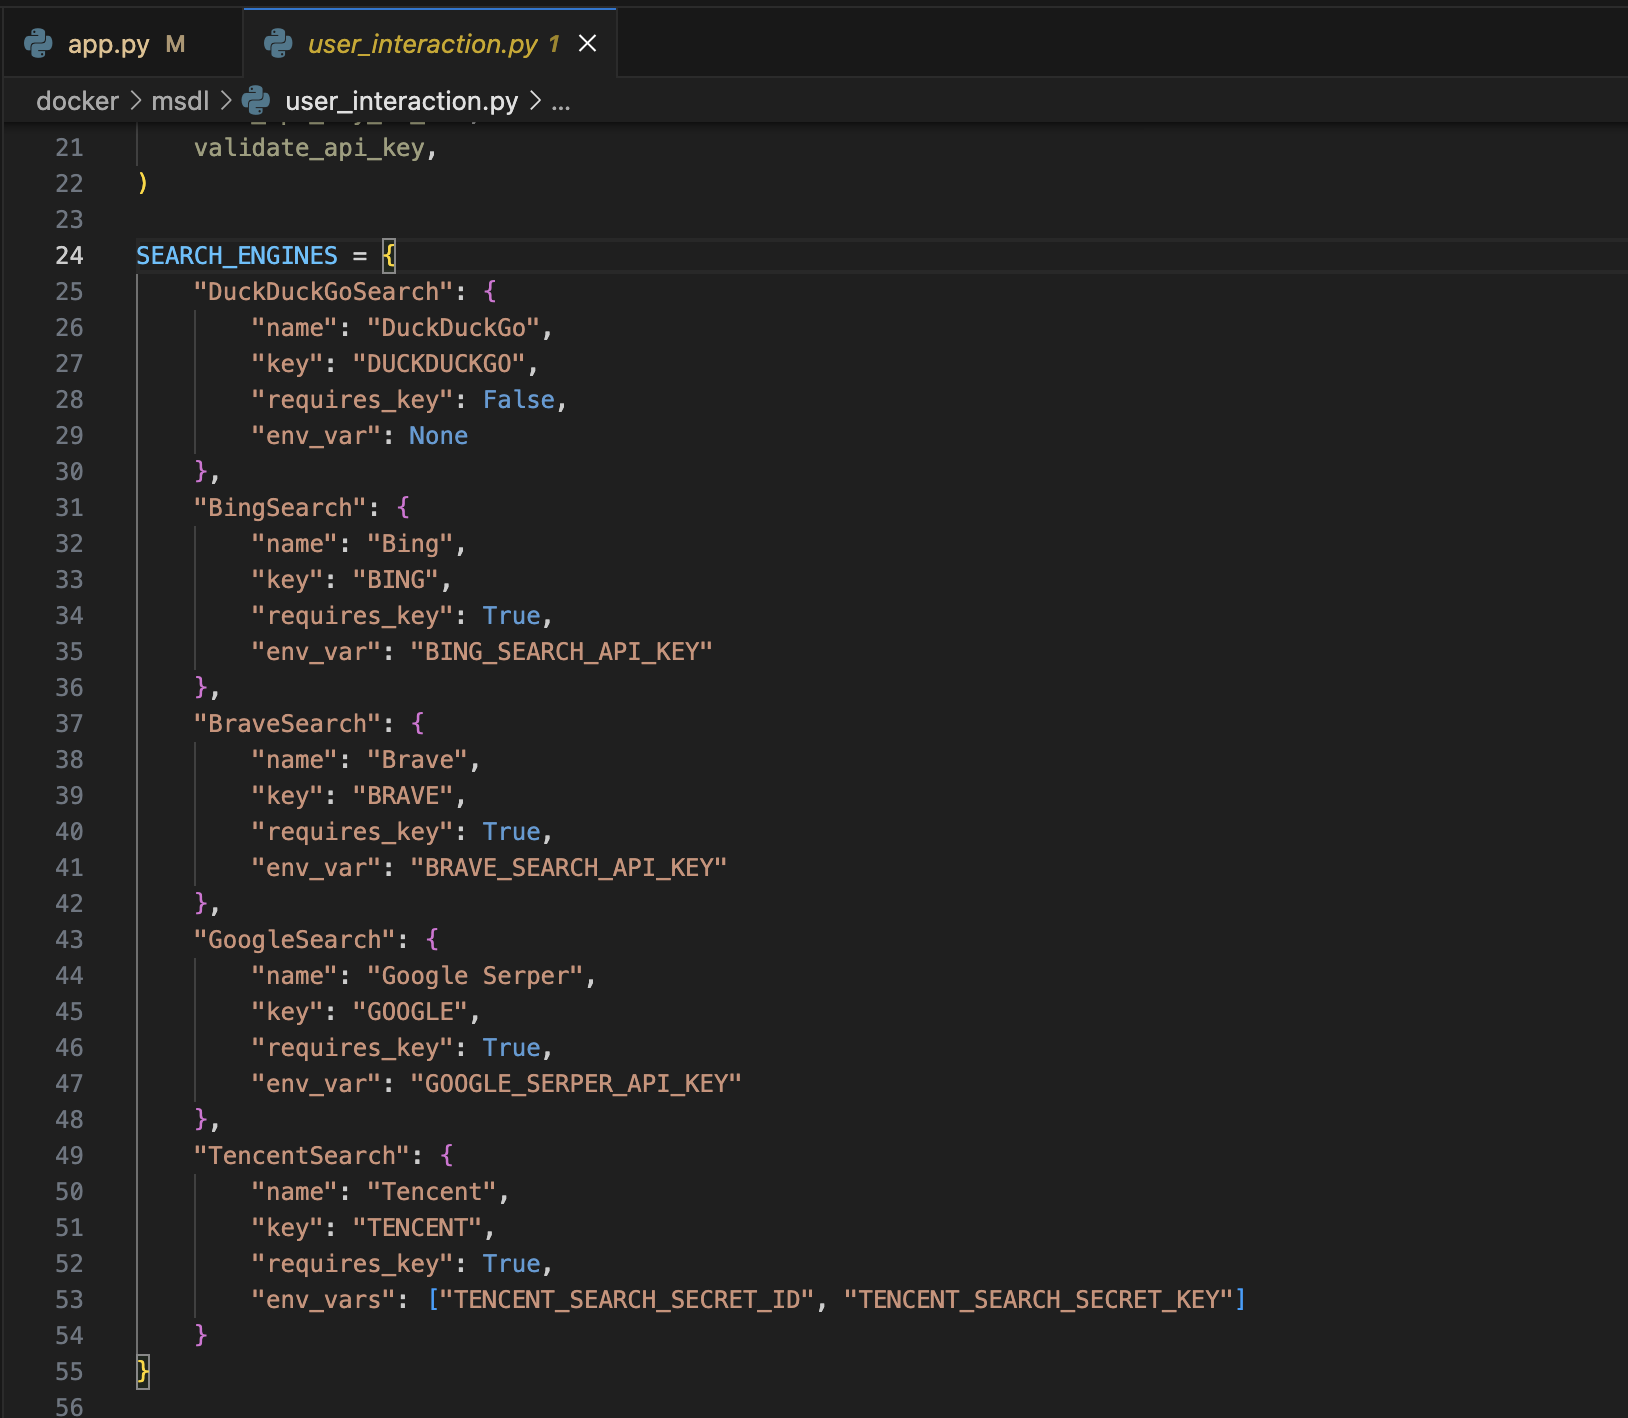 app.py M user_interaction.py 1
docker > msdl > user_interaction.py > ...
21 validate_api_key,
22 )
23
24 SEARCH_ENGINES = {
25     "DuckDuckGoSearch": {
26         "name": "DuckDuckGo",
27         "key": "DUCKDUCKGO",
28         "requires_key": False,
29         "env_var": None
30     },
31     "BingSearch": {
32         "name": "Bing",
33         "key": "BING",
34         "requires_key": True,
35         "env_var": "BING_SEARCH_API_KEY"
36     },
37     "BraveSearch": {
38         "name": "Brave",
39         "key": "BRAVE",
40         "requires_key": True,
41         "env_var": "BRAVE_SEARCH_API_KEY"
42     },
43     "GoogleSearch": {
44         "name": "Google Serper",
45         "key": "GOOGLE",
46         "requires_key": True,
47         "env_var": "GOOGLE_SERPER_API_KEY"
48     },
49     "TencentSearch": {
50         "name": "Tencent",
51         "key": "TENCENT",
52         "requires_key": True,
53         "env_vars": ["TENCENT_SEARCH_SECRET_ID", "TENCENT_SEARCH_SECRET_KEY"]
54     }
55 }
56